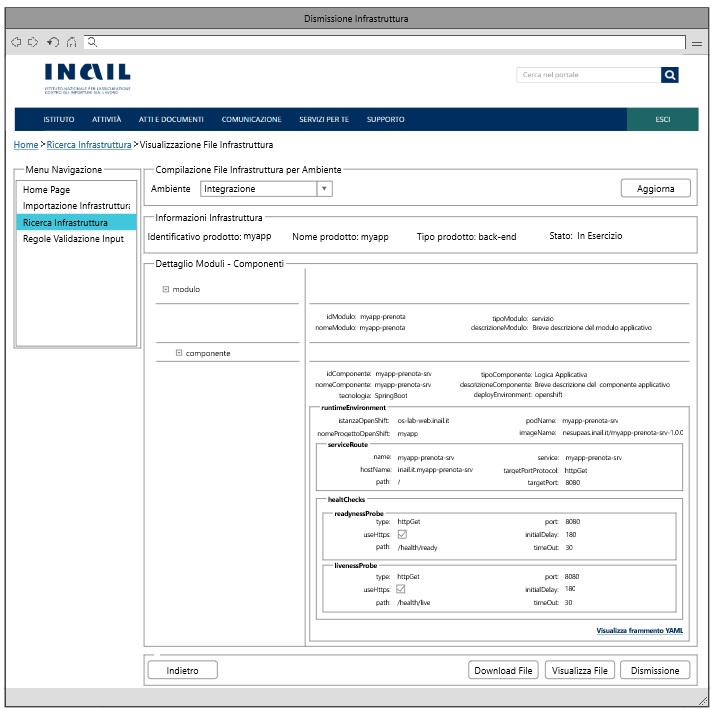 Dismissione Infrastruttura
INAIL
ISTITUTO NAZIONALE PER L'ASSICURAZIONE
CONTRO GLI INFORTUNI SUL LAVORO
Cerca nel portale
ISTITUTO ATTIVITÀ ATTI E DOCUMENTI COMUNICAZIONE SERVIZI PER TE SUPPORTO ESCI
Home > Ricerca Infrastruttura > Visualizzazione File Infrastruttura
Menu Navigazione
Home Page
Importazione Infrastruttura
Ricerca Infrastruttura
Regole Validazione Input
Compilazione File Infrastruttura per Ambiente
Ambiente Integrazione Aggiorna
Informazioni Infrastruttura
Identificativo prodotto: myapp Nome prodotto: myapp Tipo prodotto: back-end Stato: In Esercizio
Dettaglio Moduli - Componenti
modulo
idModulo: myapp-prenota tipoModulo: servizio
nomeModulo: myapp-prenota descrizioneModulo: Breve descrizione del modulo applicativo
componente
idComponente: myapp-prenota-srv tipoComponente: Logica Applicativa
nomeComponente: myapp-prenota-srv descrizioneComponente: Breve descrizione del componente applicativo
tecnologia: SpringBoot deployEnvironment: openshift
runtimeEnvironment
istanzaOpenShift: os-lab-web.inail.it podName: myapp-prenota-srv
nomeProgettoOpenShift: myapp imageName: nesupaas.inail.it/myapp-prenota-srv-1.0.0
serviceRoute
name: myapp-prenota-srv service: myapp-prenota-srv
hostName: inail.it.myapp-prenota-srv targetPortProtocol: httpGet
path: / targetPort: 8080
healtChecks
readynessProbe
type: httpGet port: 8080
useHttps: initialDelay: 180
path: /health/ready timeOut: 30
livenessProbe
type: httpGet port: 8080
useHttps: initialDelay: 180
path: /health/live timeOut: 30
Visualizza frammento YAML
Indietro Download File Visualizza File Dismissione